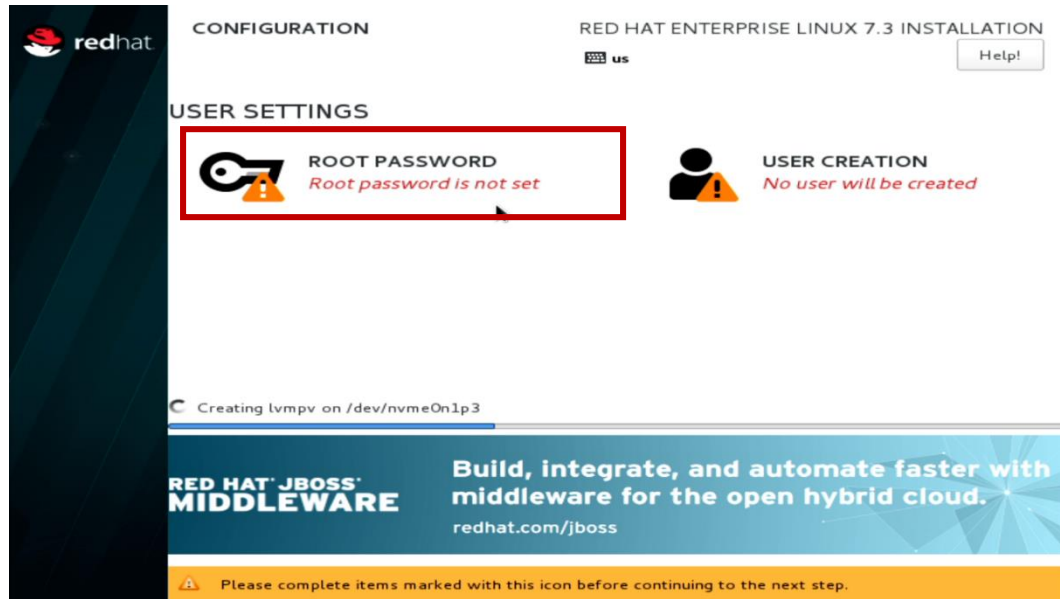 redhat.
CONFIGURATION
RED HAT ENTERPRISE LINUX 7.3 INSTALLATION
us
Help!
USER SETTINGS
ROOT PASSWORD
Root password is not set
USER CREATION
No user will be created
Creating lvmpv on /dev/nvme0n1p3
RED HAT JBOSS
MIDDLEWARE
Build, integrate, and automate faster with
middleware for the open hybrid cloud.
redhat.com/jboss
Please complete items marked with this icon before continuing to the next step.